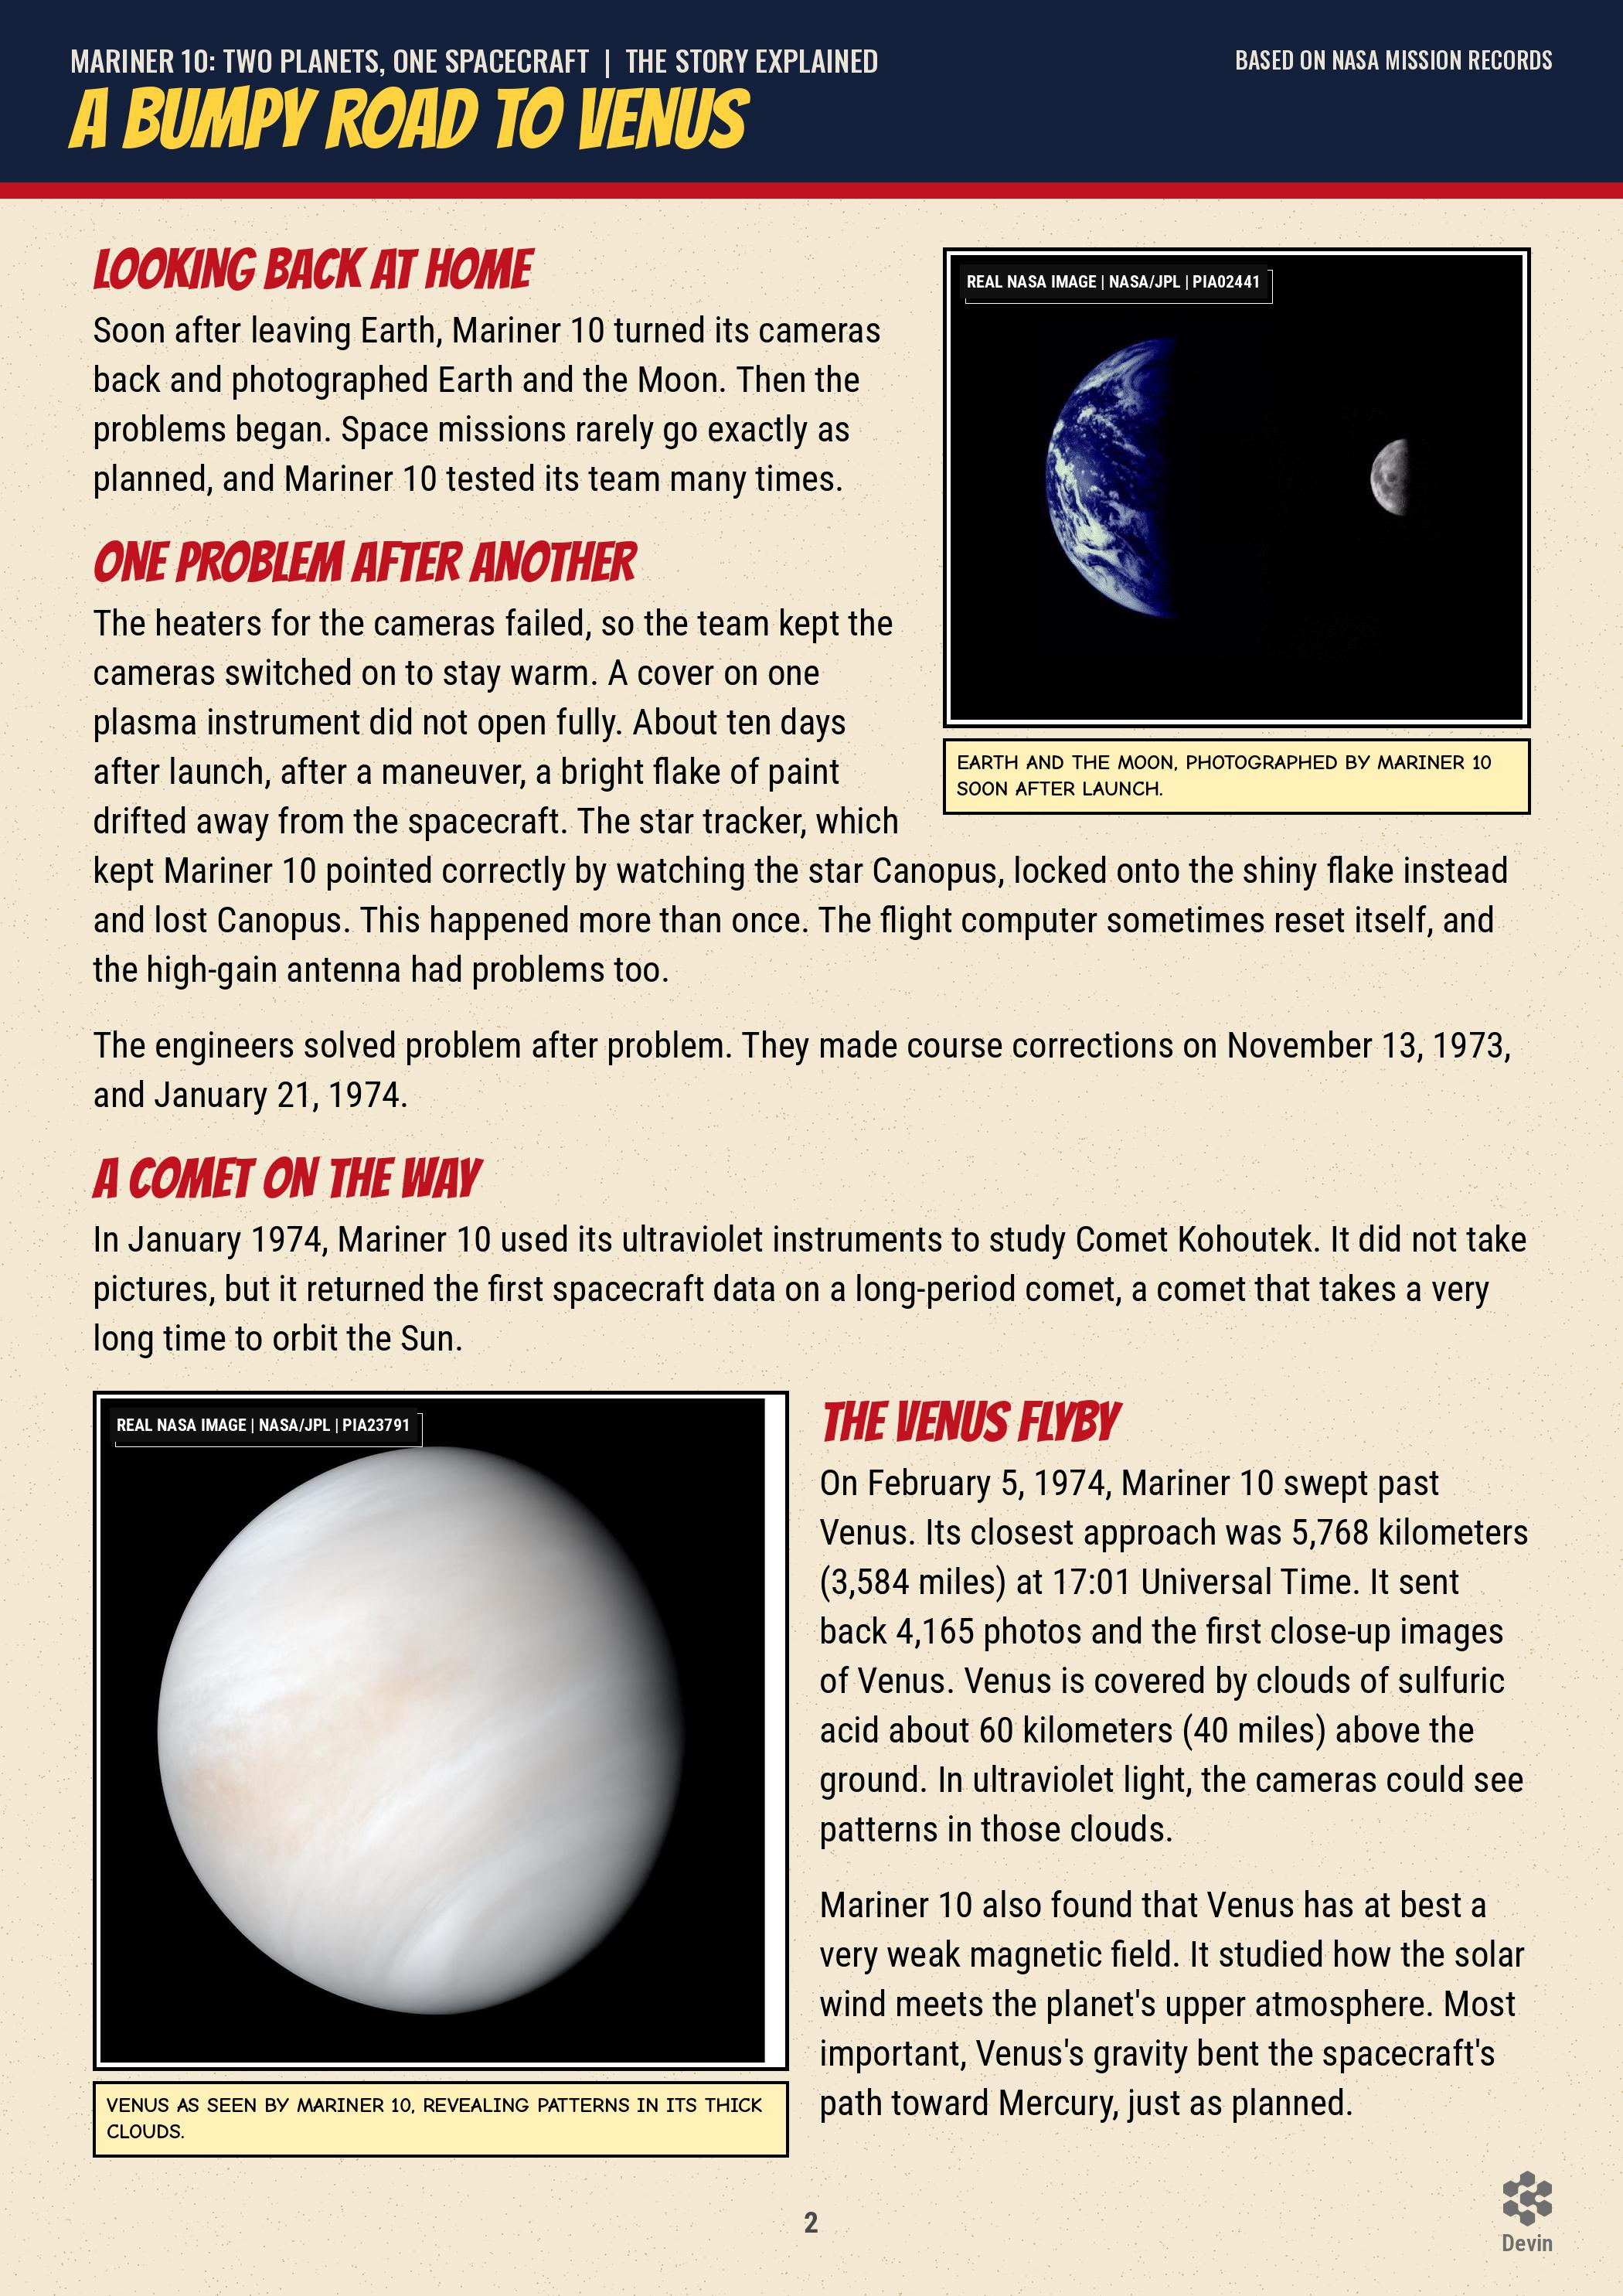 MARINER 10: TWO PLANETS, ONE SPACECRAFT | THE STORY EXPLAINED
BASED ON NASA MISSION RECORDS
A BUMPY ROAD TO VENUS
LOOKING BACK AT HOME
Soon after leaving Earth, Mariner 10 turned its cameras
back and photographed Earth and the Moon. Then the
problems began. Space missions rarely go exactly as
planned, and Mariner 10 tested its team many times.
REAL NASA IMAGE | NASA/JPL | PIA02441
EARTH AND THE MOON, PHOTOGRAPHED BY MARINER 10
SOON AFTER LAUNCH.
ONE PROBLEM AFTER ANOTHER
The heaters for the cameras failed, so the team kept the
cameras switched on to stay warm. A cover on one
plasma instrument did not open fully. About ten days
after launch, after a maneuver, a bright flake of paint
drifted away from the spacecraft. The star tracker, which
kept Mariner 10 pointed correctly by watching the star Canopus, locked onto the shiny flake instead
and lost Canopus. This happened more than once. The flight computer sometimes reset itself, and
the high-gain antenna had problems too.
The engineers solved problem after problem. They made course corrections on November 13, 1973,
and January 21, 1974.
A COMET ON THE WAY
In January 1974, Mariner 10 used its ultraviolet instruments to study Comet Kohoutek. It did not take
pictures, but it returned the first spacecraft data on a long-period comet, a comet that takes a very
long time to orbit the Sun.
REAL NASA IMAGE | NASA/JPL | PIA23791
VENUS AS SEEN BY MARINER 10, REVEALING PATTERNS IN ITS THICK
CLOUDS.
THE VENUS FLYBY
On February 5, 1974, Mariner 10 swept past
Venus. Its closest approach was 5,768 kilometers
(3,584 miles) at 17:01 Universal Time. It sent
back 4,165 photos and the first close-up images
of Venus. Venus is covered by clouds of sulfuric
acid about 60 kilometers (40 miles) above the
ground. In ultraviolet light, the cameras could see
patterns in those clouds.
Mariner 10 also found that Venus has at best a
very weak magnetic field. It studied how the solar
wind meets the planet's upper atmosphere. Most
important, Venus's gravity bent the spacecraft's
path toward Mercury, just as planned.
2
Devin